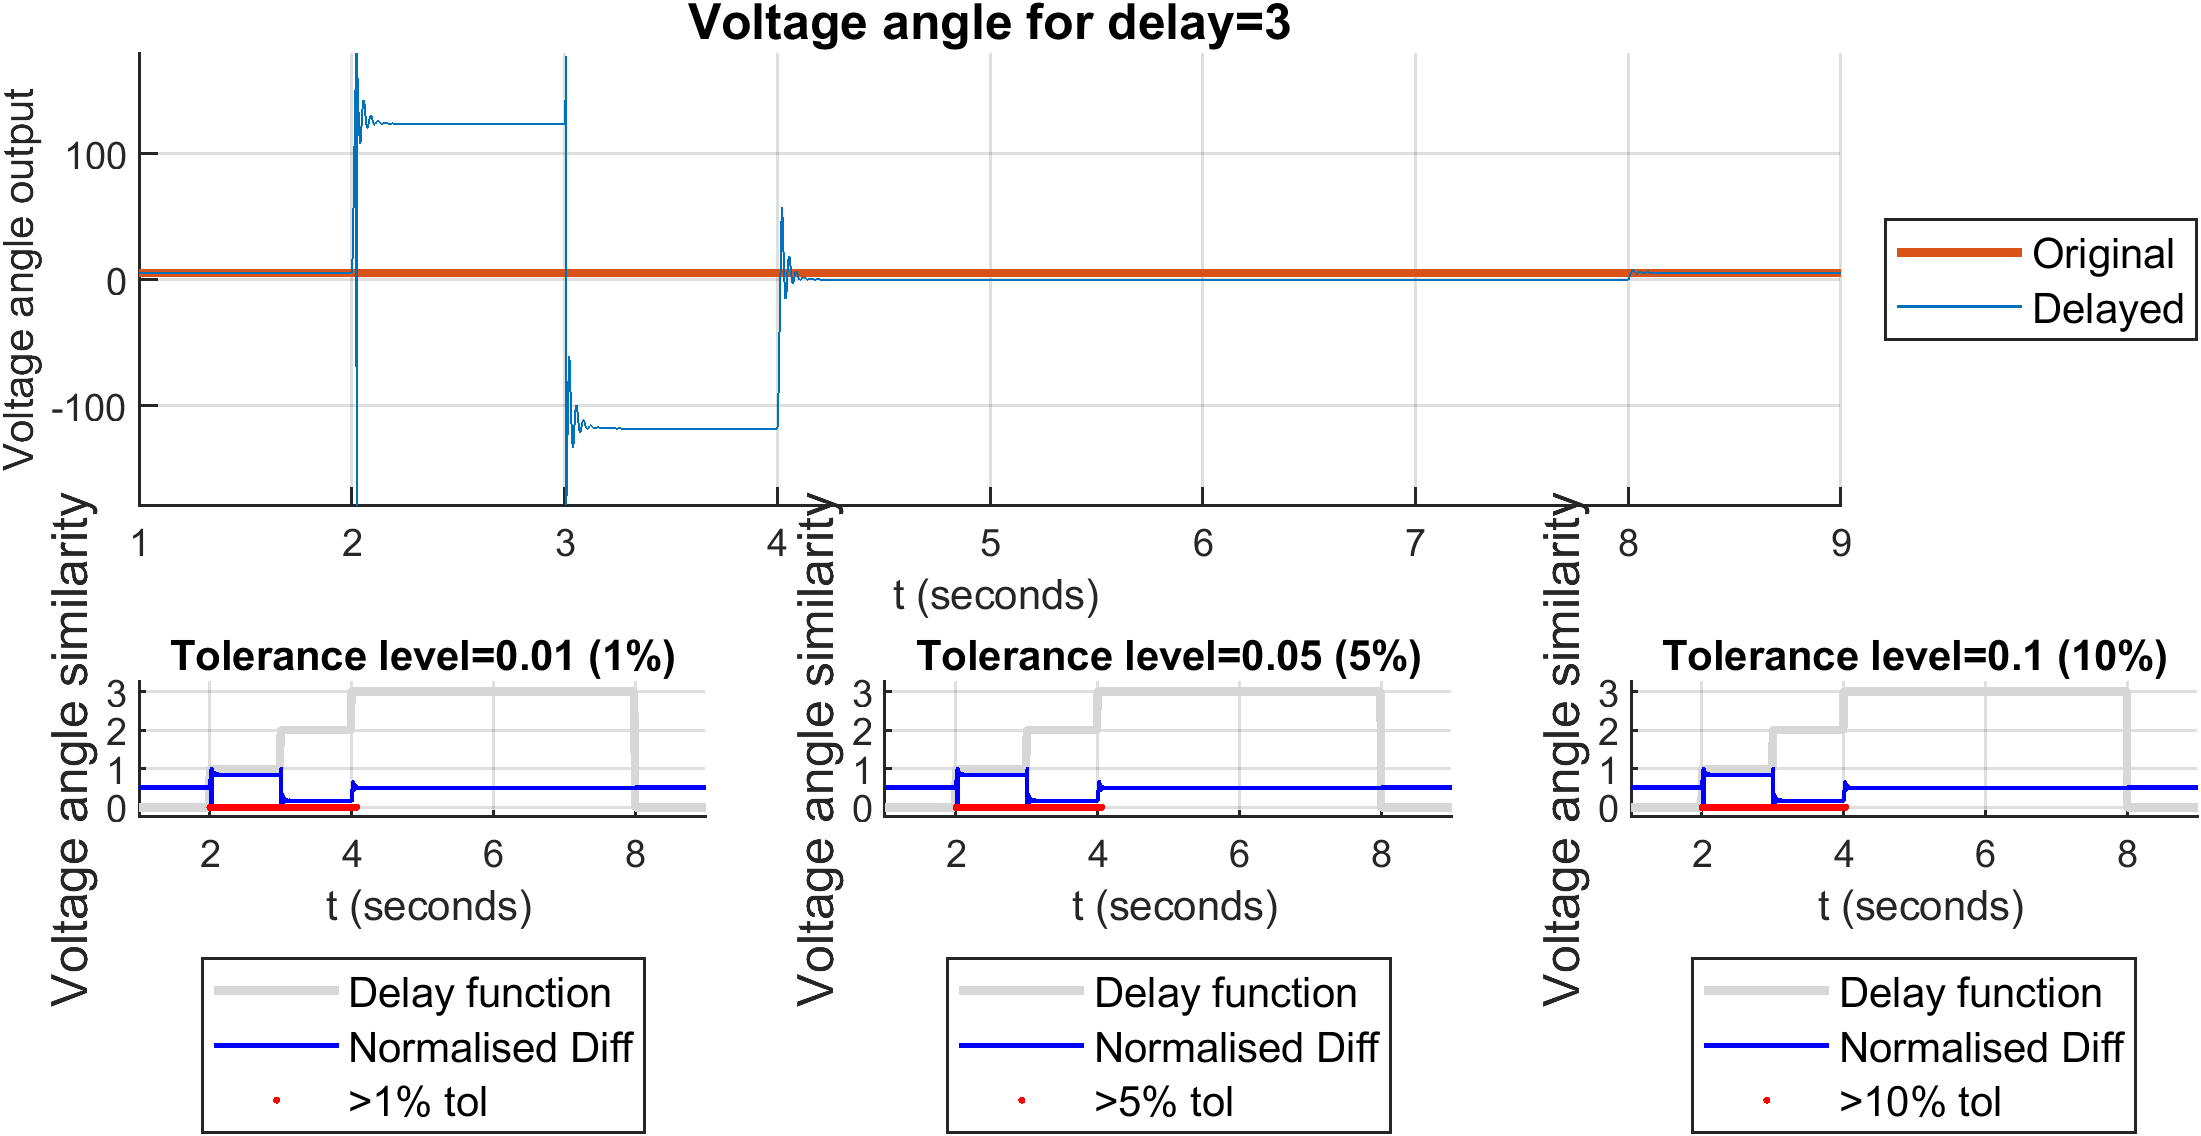 Voltage angle for delay=3
Voltage angle output
100
0
-100
1 2 3 4 5 6 7 8 9
t (seconds)
Original
Delayed
Tolerance level=0.01 (1%)
Voltage angle similarity
3
2
1
0
2 4 6 8
t (seconds)
Delay function
Normalised Diff
>1% tol
Tolerance level=0.05 (5%)
Voltage angle similarity
3
2
1
0
2 4 6 8
t (seconds)
Delay function
Normalised Diff
>5% tol
Tolerance level=0.1 (10%)
Voltage angle similarity
3
2
1
0
2 4 6 8
t (seconds)
Delay function
Normalised Diff
>10% tol